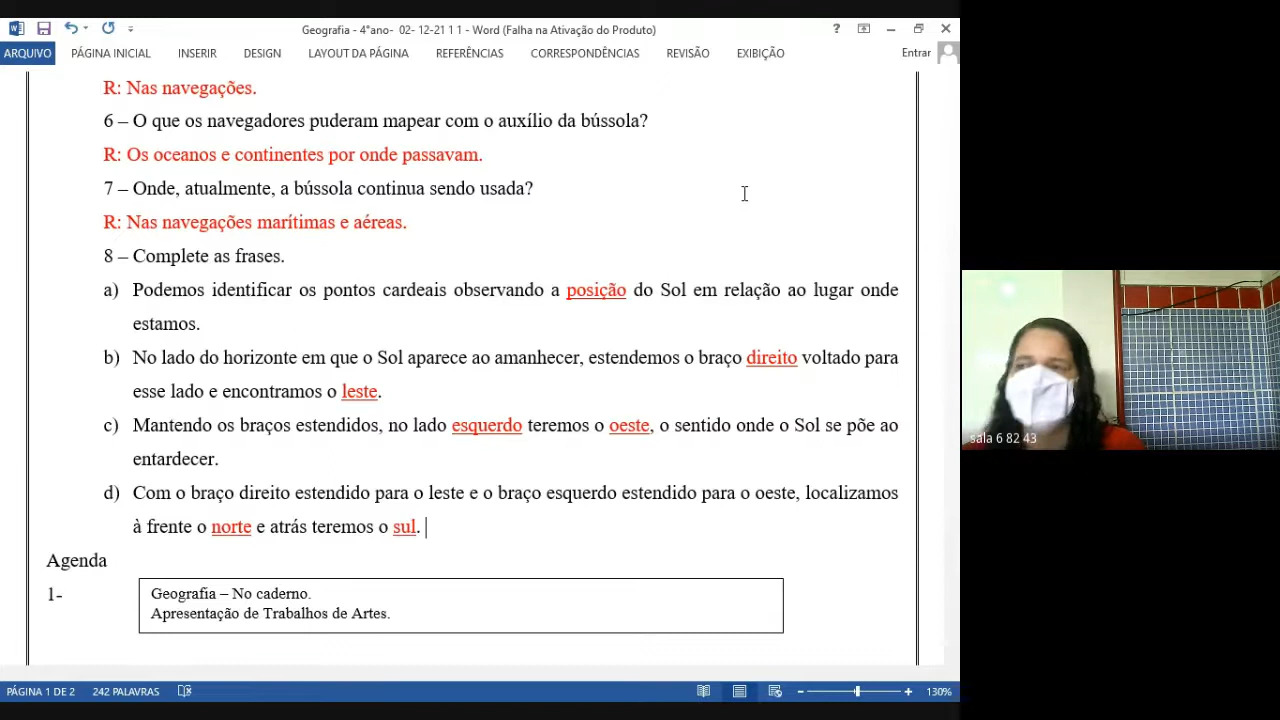 Geografia - 4°ano-  02- 12-21 1 1 - Word (Falha na Ativação do Produto)
?
ARQUIVO PÁGINA INICIAL INSERIR DESIGN LAYOUT DA PÁGINA REFERÊNCIAS CORRESPONDÊNCIAS REVISÃO EXIBIÇÃO Entrar
R: Nas navegações.
6 – O que os navegadores puderam mapear com o auxílio da bússola?
R: Os oceanos e continentes por onde passavam.
7 – Onde, atualmente, a bússola continua sendo usada?
R: Nas navegações marítimas e aéreas.
8 – Complete as frases.
a) Podemos identificar os pontos cardeais observando a posição do Sol em relação ao lugar onde
estamos.
b) No lado do horizonte em que o Sol aparece ao amanhecer, estendemos o braço direito voltado para
esse lado e encontramos o leste.
c) Mantendo os braços estendidos, no lado esquerdo teremos o oeste, o sentido onde o Sol se põe ao
entardecer.
d) Com o braço direito estendido para o leste e o braço esquerdo estendido para o oeste, localizamos
à frente o norte e atrás teremos o sul.
Agenda
1-
Geografia – No caderno.
Apresentação de Trabalhos de Artes.
sala 6 82 43
PÁGINA 1 DE 2 242 PALAVRAS 130%